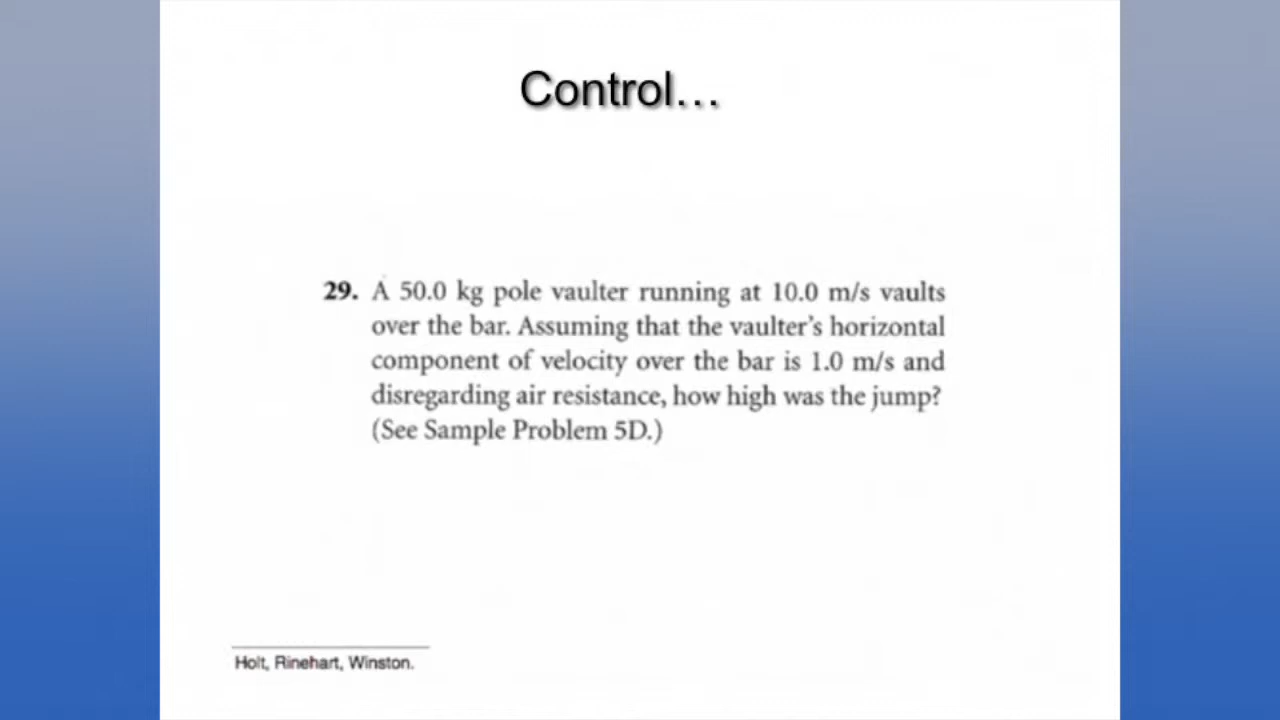 Control…
29. A 50.0 kg pole vaulter running at 10.0 m/s vaults
over the bar. Assuming that the vaulter's horizontal
component of velocity over the bar is 1.0 m/s and
disregarding air resistance, how high was the jump?
(See Sample Problem 5D.)
Holt, Rinehart, Winston.